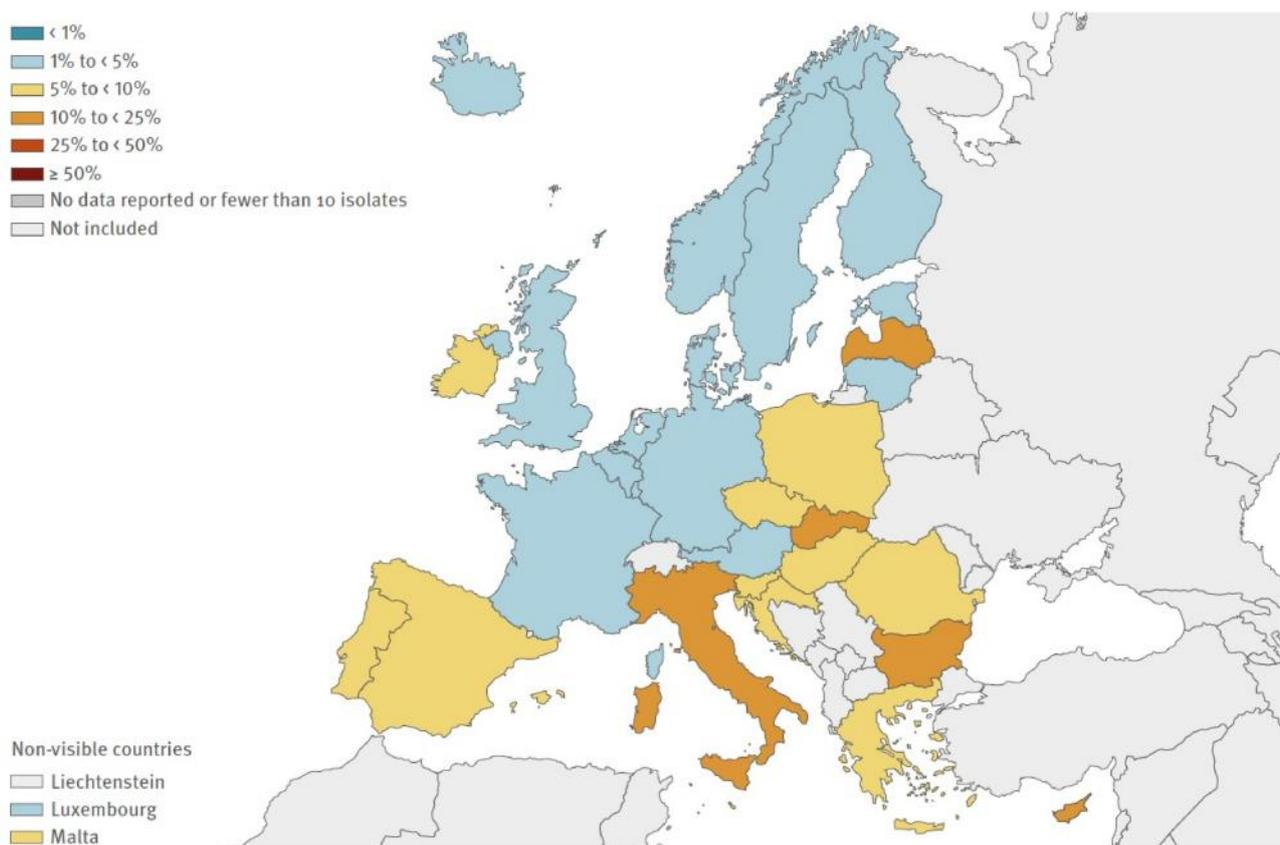 < 1%
1% to < 5%
5% to < 10%
10% to < 25%
25% to < 50%
≥ 50%
No data reported or fewer than 10 isolates
Not included
Non-visible countries
Liechtenstein
Luxembourg
Malta